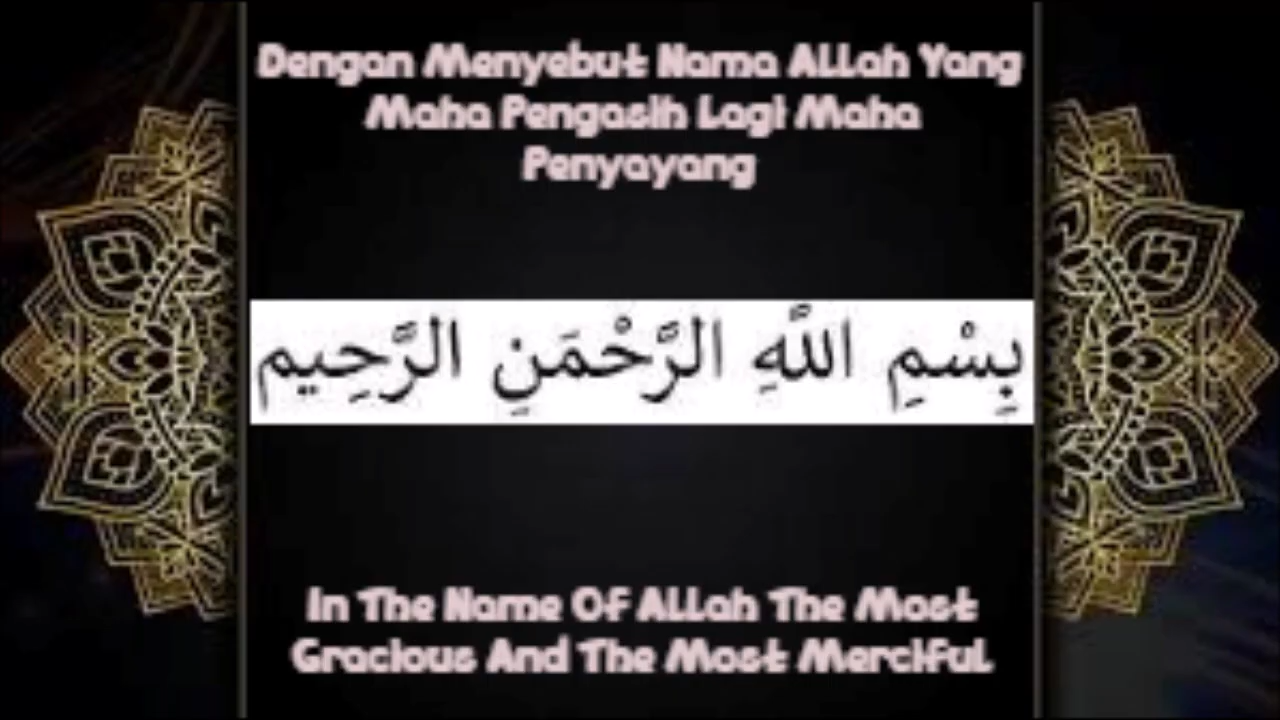 Dengan Menyebut Nama ALLah Yang
Maha Pengasih Lagi Maha
Penyayang
بِسْمِ اللَّهِ الرَّحْمَنِ الرَّحِيم
In The Name Of ALLah The Most
Gracious And The Most MercifuL